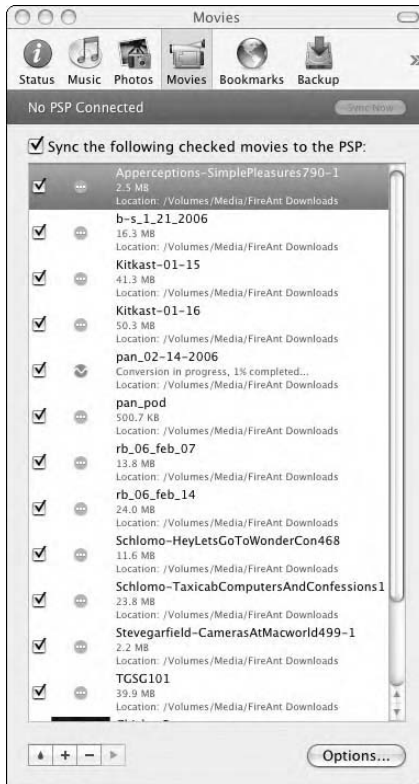 Movies
Status Music Photos Movies Bookmarks Backup »
No PSP Connected Sync Now
Sync the following checked movies to the PSP:
Apperceptions-SimplePleasures790-1
2.5 MB
Location: /Volumes/Media/FireAnt Downloads
b-s_1_21_2006
16.3 MB
Location: /Volumes/Media/FireAnt Downloads
Kitkast-01-15
41.3 MB
Location: /Volumes/Media/FireAnt Downloads
Kitkast-01-16
50.3 MB
Location: /Volumes/Media/FireAnt Downloads
pan_02-14-2006
Conversion in progress, 1% completed...
Location: /Volumes/Media/FireAnt Downloads
pan_pod
500.7 KB
Location: /Volumes/Media/FireAnt Downloads
rb_06_feb_07
13.8 MB
Location: /Volumes/Media/FireAnt Downloads
rb_06_feb_14
24.0 MB
Location: /Volumes/Media/FireAnt Downloads
Schlomo-HeyLetsGoToWonderCon468
11.6 MB
Location: /Volumes/Media/FireAnt Downloads
Schlomo-TaxicabComputersAndConfessions1
23.8 MB
Location: /Volumes/Media/FireAnt Downloads
Stevegarfield-CamerasAtMacworld499-1
2.2 MB
Location: /Volumes/Media/FireAnt Downloads
TGSG101
39.9 MB
Location: /Volumes/Media/FireAnt Downloads
Options...